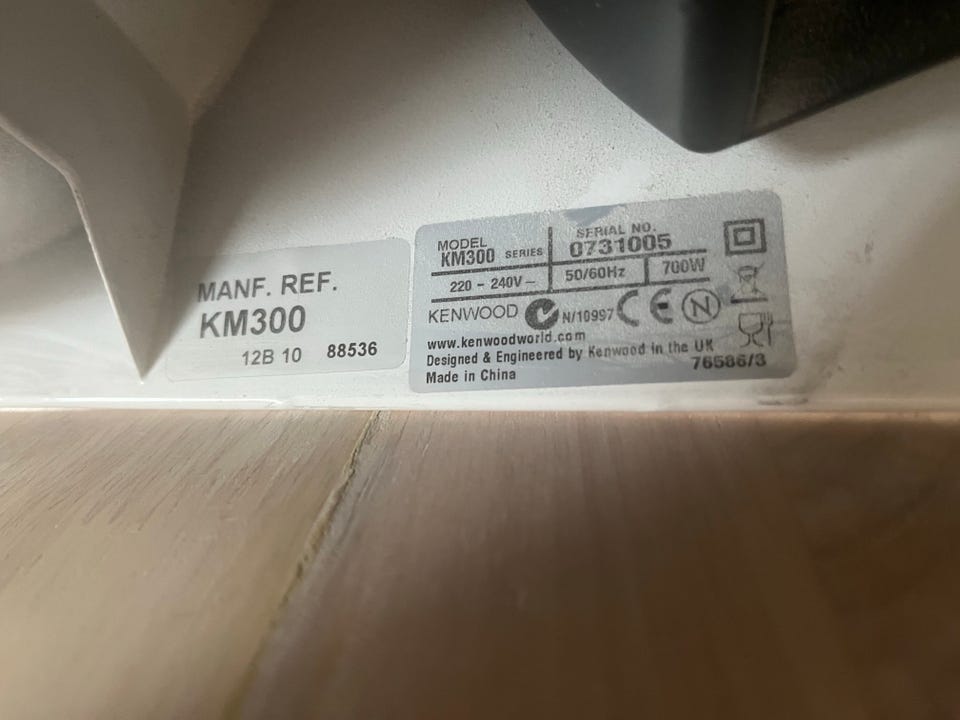 MANF. REF.
KM300
12B 10 88536
MODEL
KM300 SERIES
SERIAL NO.
0731005
220 - 240V ~ 50/60Hz 700W
KENWOOD N/10997 CE N
www.kenwoodworld.com
Designed & Engineered by Kenwood in the UK
Made in China 76586/3